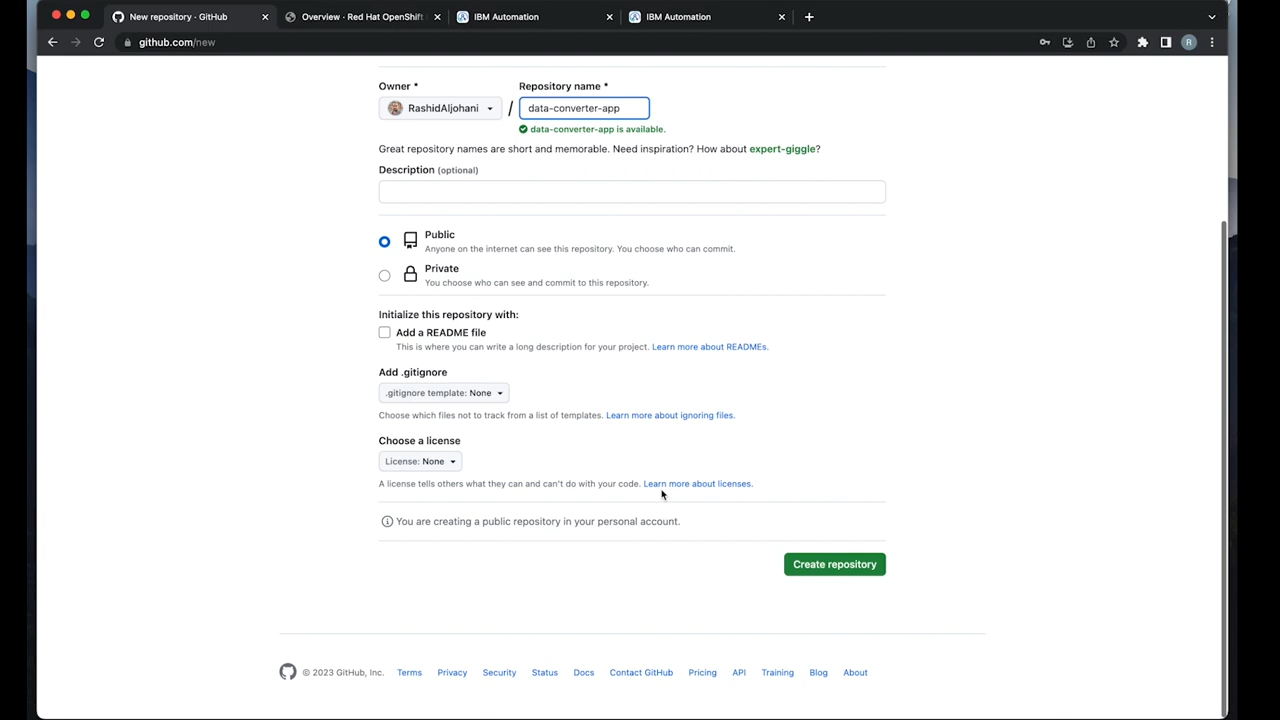 New repository · GitHub
Overview · Red Hat OpenShift
IBM Automation
IBM Automation
github.com/new
R
Owner *
Repository name *
RashidAljohani
/
data-converter-app
data-converter-app is available.
Great repository names are short and memorable. Need inspiration? How about expert-giggle?
Description (optional)
Public
Anyone on the internet can see this repository. You choose who can commit.
Private
You choose who can see and commit to this repository.
Initialize this repository with:
Add a README file
This is where you can write a long description for your project. Learn more about READMEs.
Add .gitignore
.gitignore template: None
Choose which files not to track from a list of templates. Learn more about ignoring files.
Choose a license
License: None
A license tells others what they can and can't do with your code. Learn more about licenses.
You are creating a public repository in your personal account.
Create repository
© 2023 GitHub, Inc. Terms Privacy Security Status Docs Contact GitHub Pricing API Training Blog About